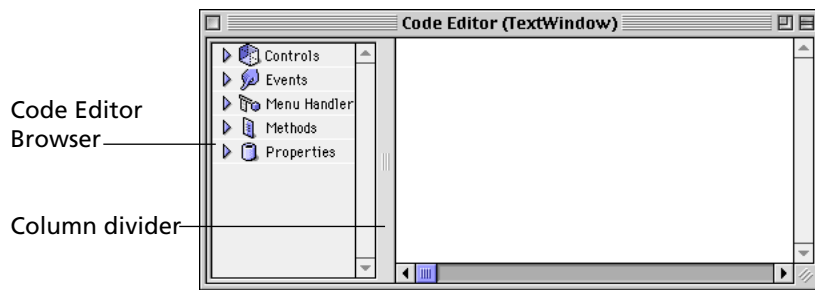 Code Editor (TextWindow)
Controls
Events
Menu Handler
Methods
Properties
Code Editor
Browser
Column divider